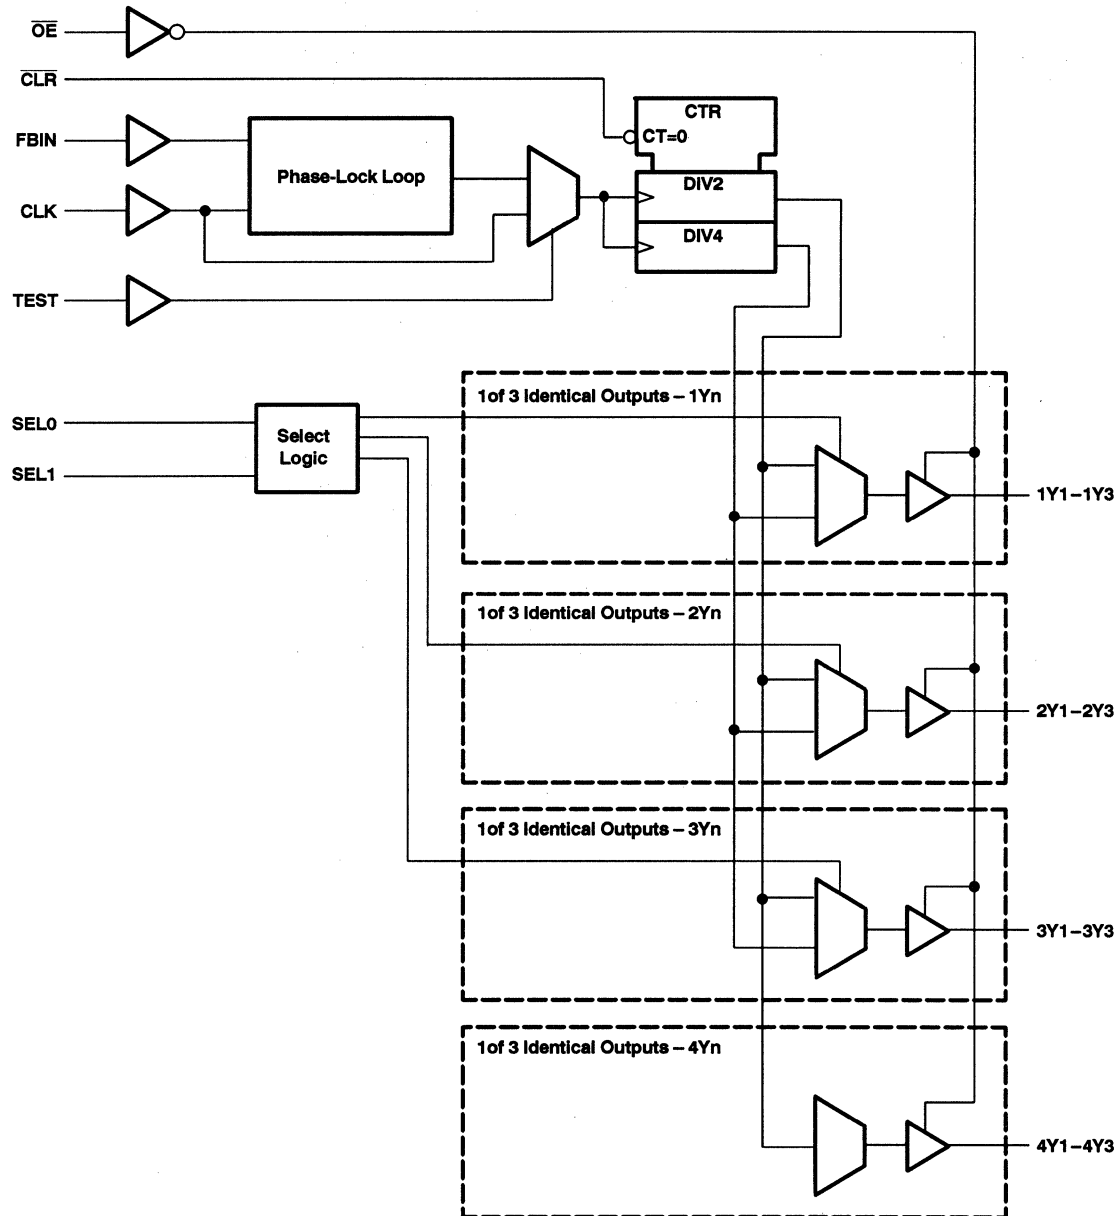 OE
CLR
CTR
CT=0
FBIN
Phase-Lock Loop
DIV2
CLK
DIV4
TEST
1of 3 Identical Outputs – 1Yn
SEL0
Select
Logic
SEL1
1Y1–1Y3
1of 3 Identical Outputs – 2Yn
2Y1–2Y3
1of 3 Identical Outputs – 3Yn
3Y1–3Y3
1of 3 Identical Outputs – 4Yn
4Y1–4Y3